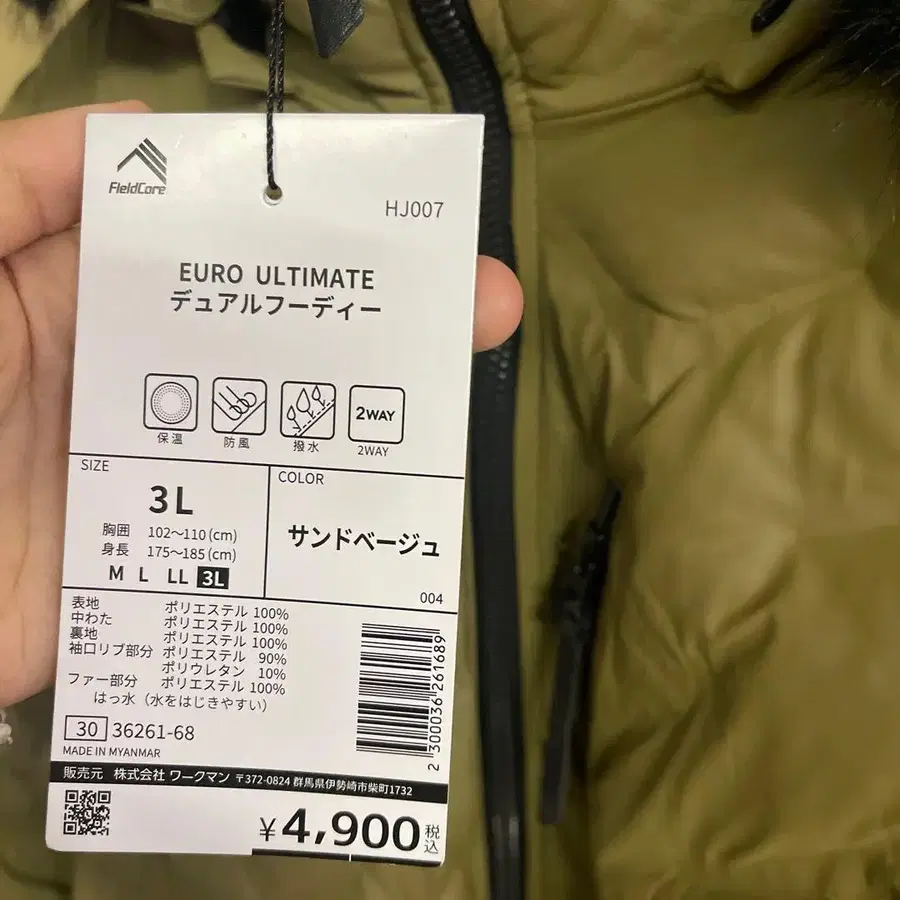 FieldCore
HJ007
EURO ULTIMATE
デュアルフーディー
保温
防風
撥水
2WAY
2WAY
SIZE
3L
胸囲 102〜110(cm)
身長 175〜185(cm)
M L LL 3L
COLOR
サンドベージュ
004
表地 ポリエステル 100%
中わた ポリエステル 100%
裏地 ポリエステル 100%
袖口リブ部分 ポリエステル 90%
ポリウレタン 10%
ファー部分 ポリエステル 100%
はっ水（水をはじきやすい）
30 36261-68
MADE IN MYANMAR
2 300036 261689
販売元 株式会社 ワークマン 〒372-0824 群馬県伊勢崎市柴町1732
¥4,900税込